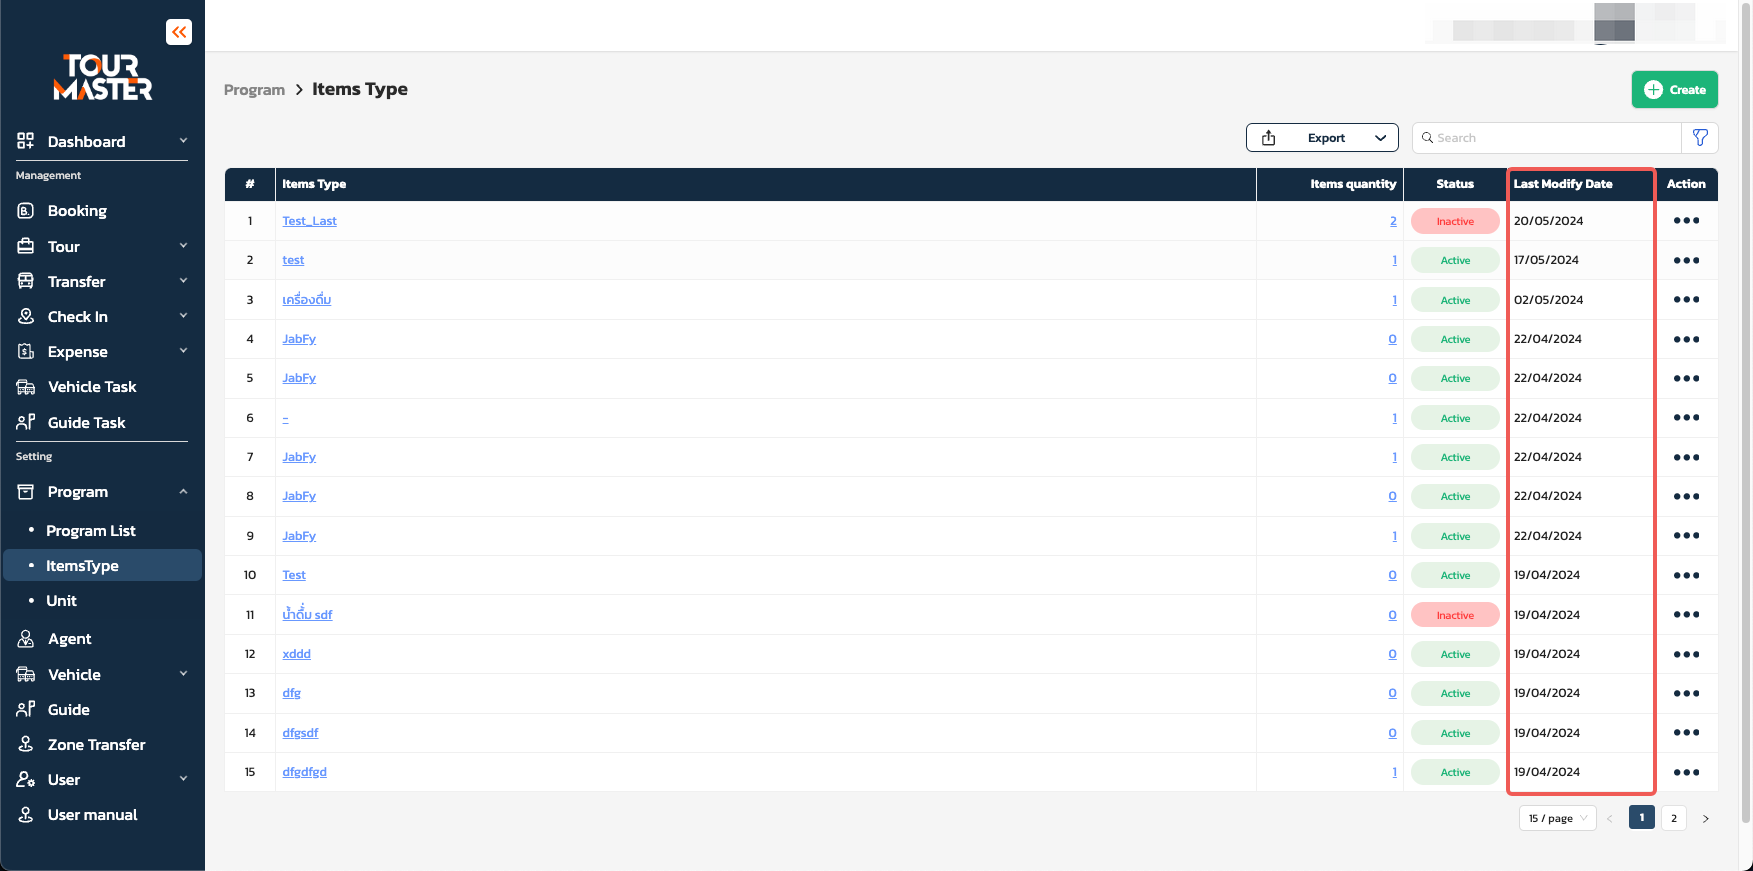 TOUR
MASTER
Dashboard
Management
Booking
Tour
Transfer
Check In
Expense
Vehicle Task
Guide Task
Setting
Program
Program List
ItemsType
Unit
Agent
Vehicle
Guide
Zone Transfer
User
User manual
Program > Items Type
Create
Export
Search
# Items Type Items quantity Status Last Modify Date Action
1 Test_Last 2 Inactive 20/05/2024
2 test 1 Active 17/05/2024
3 เครื่องดื่ม 1 Active 02/05/2024
4 JabFy 0 Active 22/04/2024
5 JabFy 0 Active 22/04/2024
6 - 1 Active 22/04/2024
7 JabFy 1 Active 22/04/2024
8 JabFy 0 Active 22/04/2024
9 JabFy 1 Active 22/04/2024
10 Test 0 Active 19/04/2024
11 น้ำดื่ม sdf 0 Inactive 19/04/2024
12 xddd 0 Active 19/04/2024
13 dfg 0 Active 19/04/2024
14 dfgsdf 0 Active 19/04/2024
15 dfgdfgd 1 Active 19/04/2024
15 / page < 1 2 >